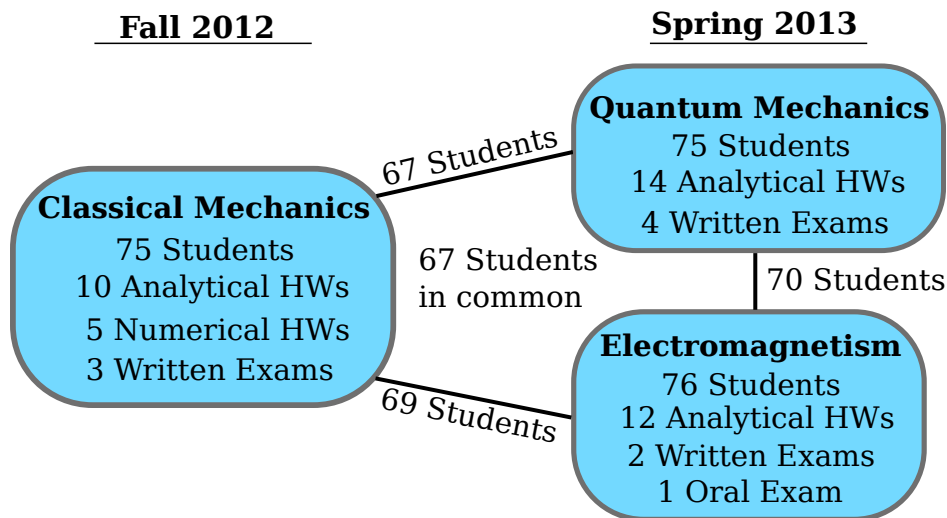 Fall 2012
Spring 2013
Quantum Mechanics
75 Students
14 Analytical HWs
4 Written Exams
67 Students
Classical Mechanics
75 Students
10 Analytical HWs
5 Numerical HWs
3 Written Exams
67 Students
in common
70 Students
69 Students
Electromagnetism
76 Students
12 Analytical HWs
2 Written Exams
1 Oral Exam